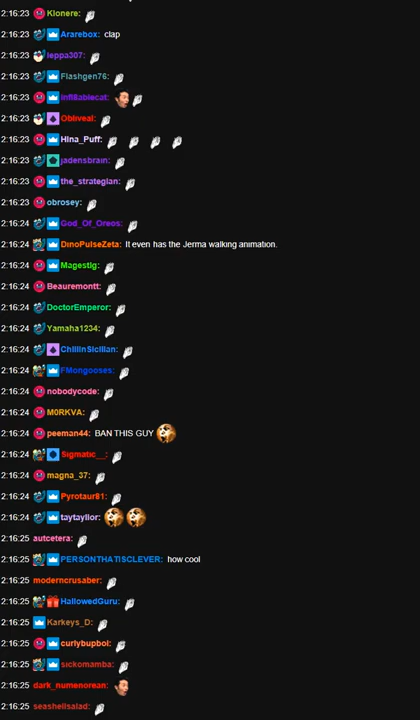 2:16:23 Klonere:
2:16:23 Ararebox: clap
2:16:23 leppa307:
2:16:23 Flashgen76:
2:16:23 infillablecat:
2:16:23 Obliveal:
2:16:23 Hina_Puff:
2:16:23 jadensbrain:
2:16:23 the_strategian:
2:16:23 obrosey:
2:16:24 God_Of_Oreos:
2:16:24 DinoPulseZeta: It even has the Jerma walking animation.
2:16:24 Magestig:
2:16:24 Beauremontt:
2:16:24 DoctorEmperor:
2:16:24 Yamaha1234:
2:16:24 ChillinSicilian:
2:16:24 FMongooses:
2:16:24 nobodycode:
2:16:24 M0RKVA:
2:16:24 peeman44: BAN THIS GUY
2:16:24 Sigmatic__:
2:16:24 magna_37:
2:16:24 Pyrotaur81:
2:16:24 taytayllor:
2:16:25 autcetera:
2:16:25 PERSONTHATISCLEVER: how cool
2:16:25 moderncrusaber:
2:16:25 HallowedGuru:
2:16:25 Karkeys_D:
2:16:25 curlybupbol:
2:16:25 sickomamba:
2:16:25 dark_numenorean:
2:16:25 seashellsalad: